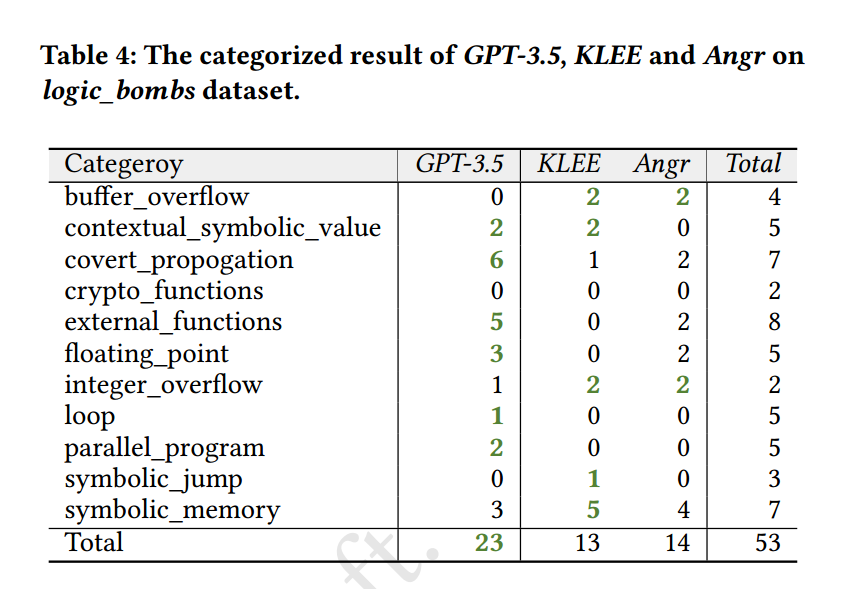 Table 4: The categorized result of GPT-3.5, KLEE and Angr on
logic_bombs dataset.
Categeroy GPT-3.5 KLEE Angr Total
buffer_overflow 0 2 2 4
contextual_symbolic_value 2 2 0 5
covert_propogation 6 1 2 7
crypto_functions 0 0 0 2
external_functions 5 0 2 8
floating_point 3 0 2 5
integer_overflow 1 2 2 2
loop 1 0 0 5
parallel_program 2 0 0 5
symbolic_jump 0 1 0 3
symbolic_memory 3 5 4 7
Total 23 13 14 53
ft.